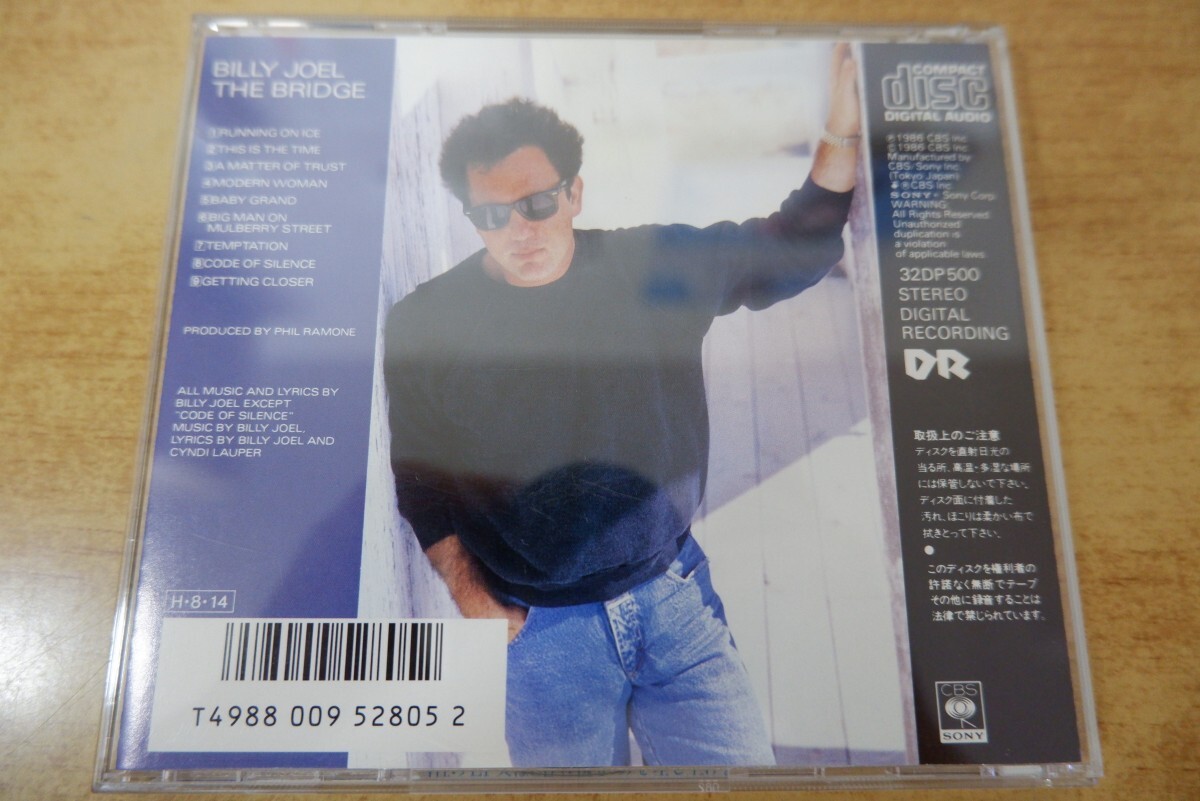 BILLY JOEL
THE BRIDGE
1 RUNNING ON ICE
2 THIS IS THE TIME
3 A MATTER OF TRUST
4 MODERN WOMAN
5 BABY GRAND
6 BIG MAN ON
MULBERRY STREET
7 TEMPTATION
8 CODE OF SILENCE
9 GETTING CLOSER
PRODUCED BY PHIL RAMONE
ALL MUSIC AND LYRICS BY
BILLY JOEL EXCEPT
"CODE OF SILENCE"
MUSIC BY BILLY JOEL,
LYRICS BY BILLY JOEL AND
CYNDI LAUPER
H・8・14
T4988 009 52805 2
COMPACT
disc
DIGITAL AUDIO
℗1986 CBS Inc.
©1986 CBS Inc.
Manufactured by
CBS/Sony Inc.
(Tokyo Japan)
®CBS Inc.
SONY® Sony Corp.
WARNING:
All Rights Reserved.
Unauthorized
duplication is
a violation
of applicable laws.
32DP 500
STEREO
DIGITAL
RECORDING
DR
取扱上のご注意
ディスクを直射日光の
当る所、高温・多湿な場所
には保管しないで下さい。
ディスク面に付着した
汚れ、ほこりは柔かい布で
拭きとって下さい。
●
このディスクを権利者の
許諾なく無断でテープ
その他に録音することは
法律で禁じられています。
CBS
SONY